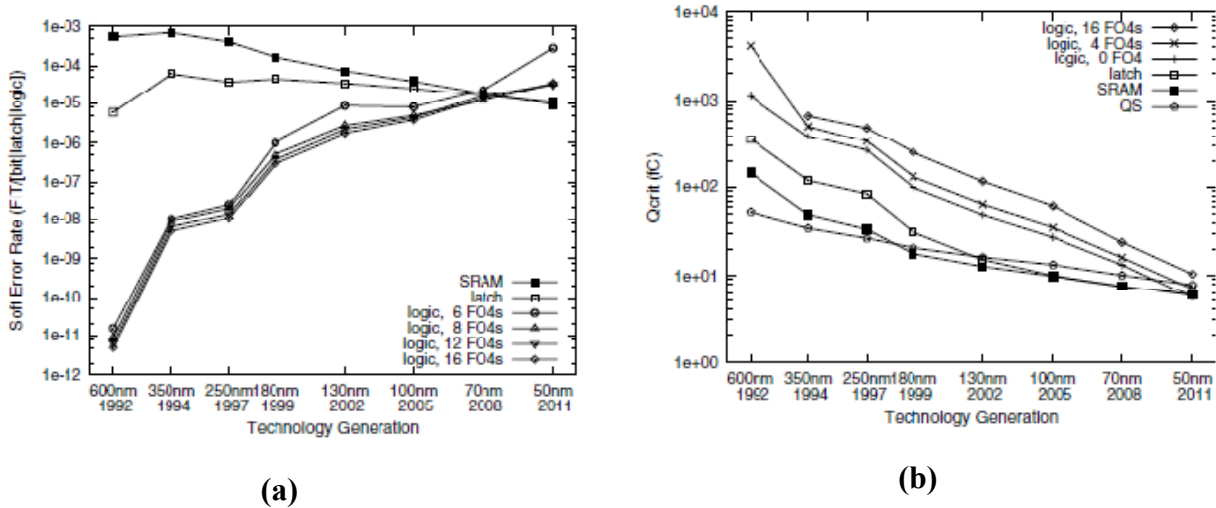 1e-03
1e-04
1e-05
1e-06
1e-07
1e-08
1e-09
1e-10
1e-11
1e-12
Soft Error Rate (FIT/[bit|latch|logic])
SRAM
latch
logic, 6 FO4s
logic, 8 FO4s
logic, 12 FO4s
logic, 16 FO4s
600nm 350nm 250nm 180nm 130nm 100nm 70nm 50nm
1992 1994 1997 1999 2002 2005 2008 2011
Technology Generation
(a)
1e+04
1e+03
1e+02
1e+01
1e+00
Qcrit (fC)
logic, 16 FO4s
logic, 4 FO4s
logic, 0 FO4
latch
SRAM
QS
600nm 350nm 250nm 180nm 130nm 100nm 70nm 50nm
1992 1994 1997 1999 2002 2005 2008 2011
Technology Generation
(b)